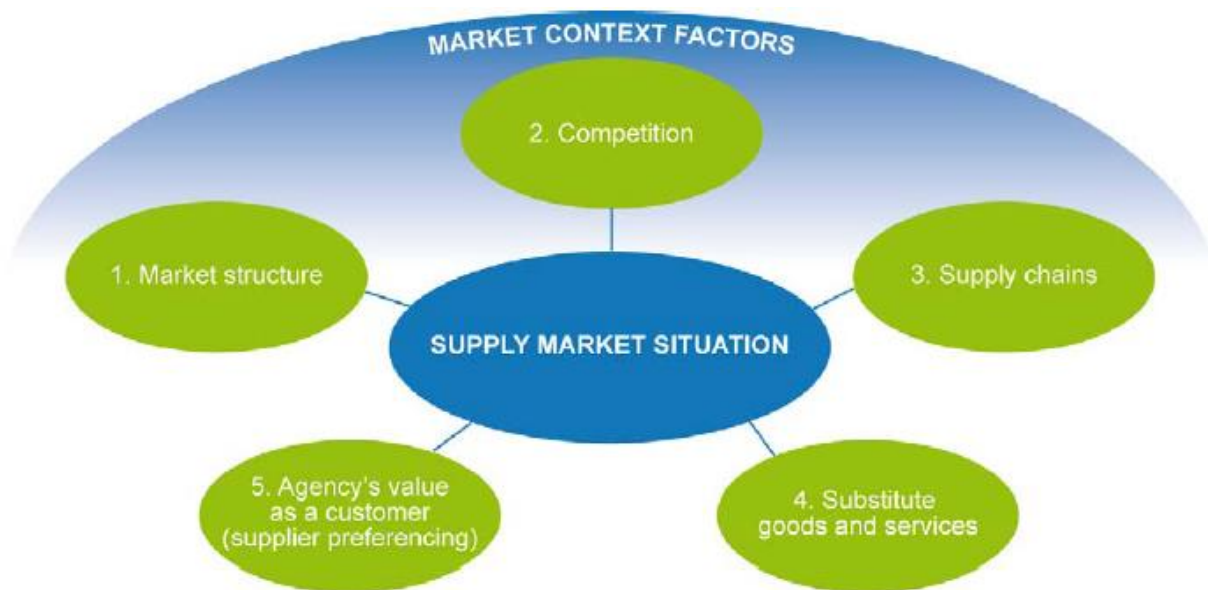 MARKET CONTEXT FACTORS
2. Competition
1. Market structure
3. Supply chains
SUPPLY MARKET SITUATION
5. Agency's value
as a customer
(supplier preferencing)
4. Substitute
goods and services